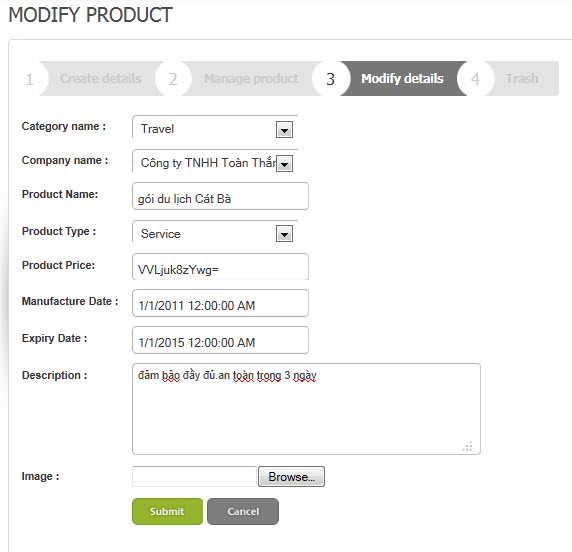 MODIFY PRODUCT
1 Create details 2 Manage product 3 Modify details 4 Trash
Category name : Travel
Company name : Công ty TNHH Toàn Thắn
Product Name: gói du lịch Cát Bà
Product Type : Service
Product Price: VVLjuk8zYwg=
Manufacture Date : 1/1/2011 12:00:00 AM
Expiry Date : 1/1/2015 12:00:00 AM
Description : đảm bảo đầy đủ.an toàn trong 3 ngày
Image : Browse...
Submit Cancel